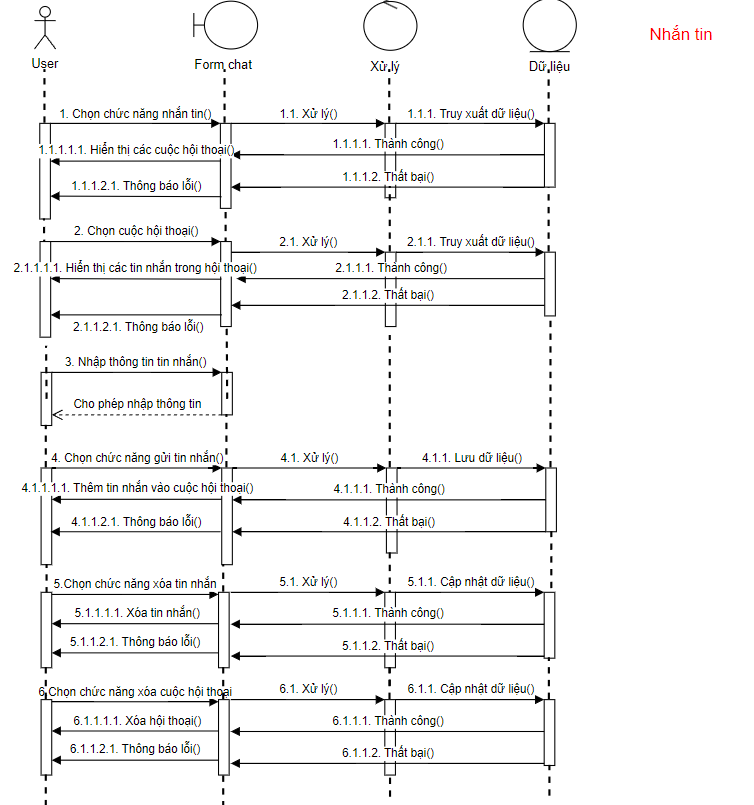 Nhắn tin
User
Form chat
Xử lý
Dữ liệu
1. Chọn chức năng nhắn tin()
1.1. Xử lý()
1.1.1. Truy xuất dữ liệu()
1.1.1.1. Thành công()
1.1.1.1.1. Hiển thị các cuộc hội thoại()
1.1.1.2. Thất bại()
1.1.1.2.1. Thông báo lỗi()
2. Chọn cuộc hội thoại()
2.1. Xử lý()
2.1.1. Truy xuất dữ liệu()
2.1.1.1.1. Hiển thị các tin nhắn trong hội thoại()
2.1.1.1. Thành công()
2.1.1.2. Thất bại()
2.1.1.2.1. Thông báo lỗi()
3. Nhập thông tin tin nhắn()
Cho phép nhập thông tin
4. Chọn chức năng gửi tin nhắn()
4.1. Xử lý()
4.1.1. Lưu dữ liệu()
4.1.1.1.1. Thêm tin nhắn vào cuộc hội thoại()
4.1.1.1. Thành công()
4.1.1.2.1. Thông báo lỗi()
4.1.1.2. Thất bại()
5.Chọn chức năng xóa tin nhắn
5.1. Xử lý()
5.1.1. Cập nhật dữ liệu()
5.1.1.1.1. Xóa tin nhắn()
5.1.1.1. Thành công()
5.1.1.2.1. Thông báo lỗi()
5.1.1.2. Thất bại()
6.Chọn chức năng xóa cuộc hội thoại
6.1. Xử lý()
6.1.1. Cập nhật dữ liệu()
6.1.1.1.1. Xóa hội thoại()
6.1.1.1. Thành công()
6.1.1.2.1. Thông báo lỗi()
6.1.1.2. Thất bại()